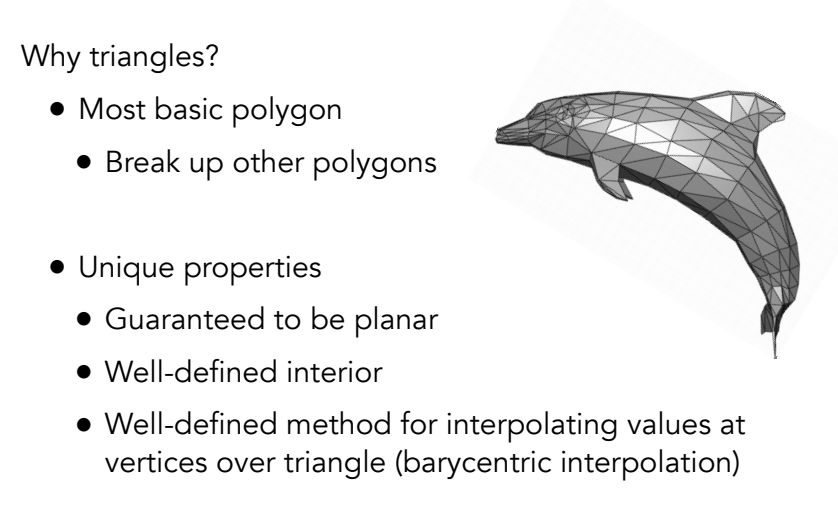 Why triangles?
• Most basic polygon
• Break up other polygons
• Unique properties
• Guaranteed to be planar
• Well-defined interior
• Well-defined method for interpolating values at
vertices over triangle (barycentric interpolation)